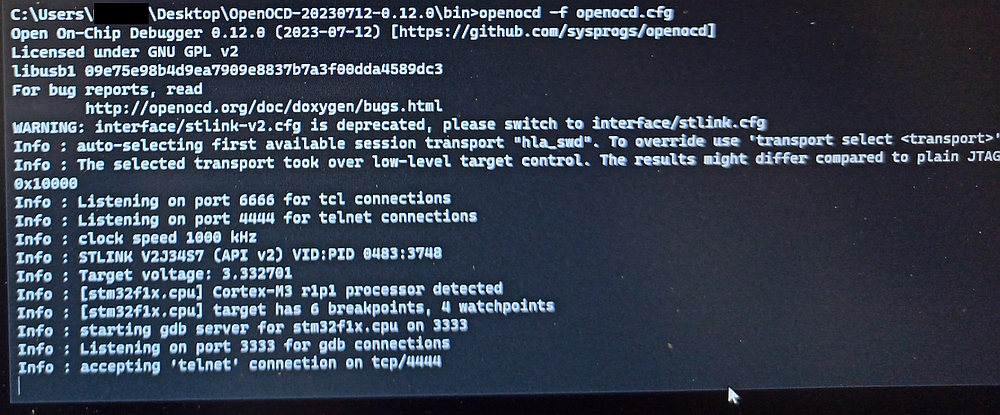 C:\Users\ \Desktop\OpenOCD-20230712-0.12.0\bin>openocd -f openocd.cfg
Open On-Chip Debugger 0.12.0 (2023-07-12) [https://github.com/sysprogs/openocd]
Licensed under GNU GPL v2
libusb1 09e75e98b4d9ea7909e8837b7a3f00dda4589dc3
For bug reports, read
http://openocd.org/doc/doxygen/bugs.html
WARNING: interface/stlink-v2.cfg is deprecated, please switch to interface/stlink.cfg
Info : auto-selecting first available session transport "hla_swd". To override use 'transport select <transport>'
Info : The selected transport took over low-level target control. The results might differ compared to plain JTAG
0x10000
Info : Listening on port 6666 for tcl connections
Info : Listening on port 4444 for telnet connections
Info : clock speed 1000 kHz
Info : STLINK V2J34S7 (API v2) VID:PID 0483:3748
Info : Target voltage: 3.332701
Info : [stm32f1x.cpu] Cortex-M3 r1p1 processor detected
Info : [stm32f1x.cpu] target has 6 breakpoints, 4 watchpoints
Info : starting gdb server for stm32f1x.cpu on 3333
Info : Listening on port 3333 for gdb connections
Info : accepting 'telnet' connection on tcp/4444